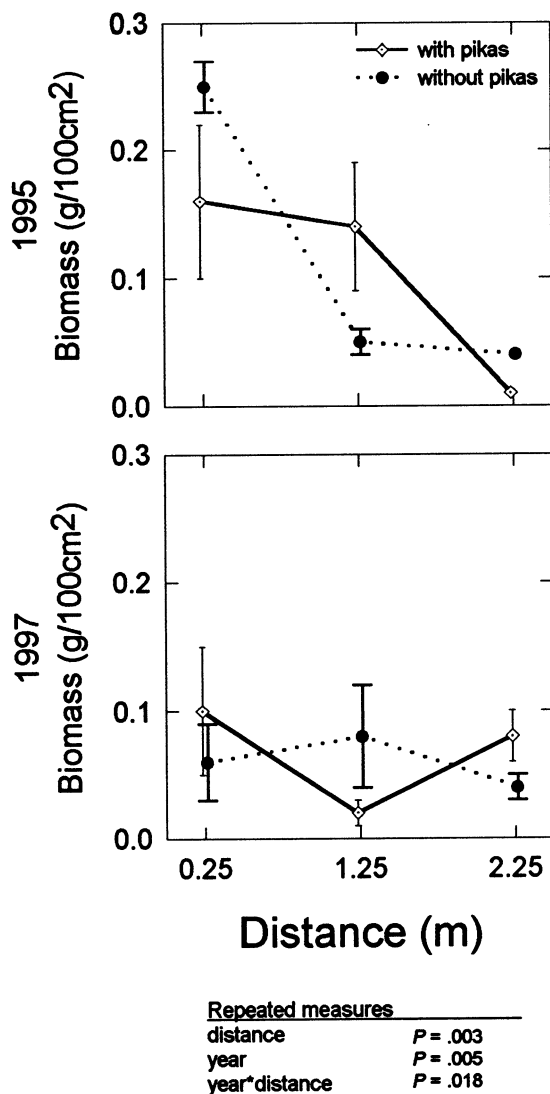 0.3
with pikas
without pikas
0.2
1995
Biomass (g/100cm2)
0.1
0.0
0.3
0.2
1997
Biomass (g/100cm2)
0.1
0.0
0.25 1.25 2.25
Distance (m)
Repeated measures
distance P = .003
year P = .005
year*distance P = .018